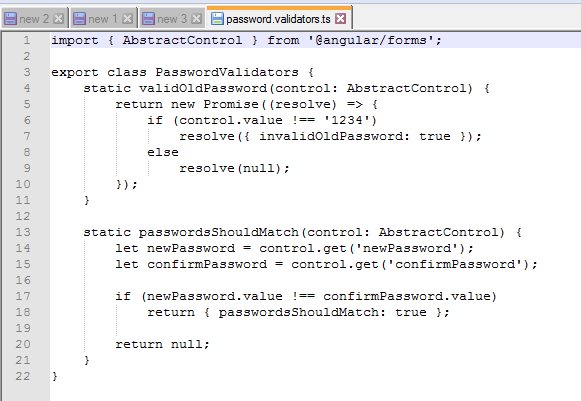 new 2 new 1 new 3 password.validators.ts
1 import { AbstractControl } from '@angular/forms';
2
3 export class PasswordValidators {
4     static validOldPassword(control: AbstractControl) {
5         return new Promise((resolve) => {
6             if (control.value !== '1234')
7                 resolve({ invalidOldPassword: true });
8             else
9                 resolve(null);
10         });
11     }
12
13     static passwordsShouldMatch(control: AbstractControl) {
14         let newPassword = control.get('newPassword');
15         let confirmPassword = control.get('confirmPassword');
16
17         if (newPassword.value !== confirmPassword.value)
18             return { passwordsShouldMatch: true };
19
20         return null;
21     }
22 }